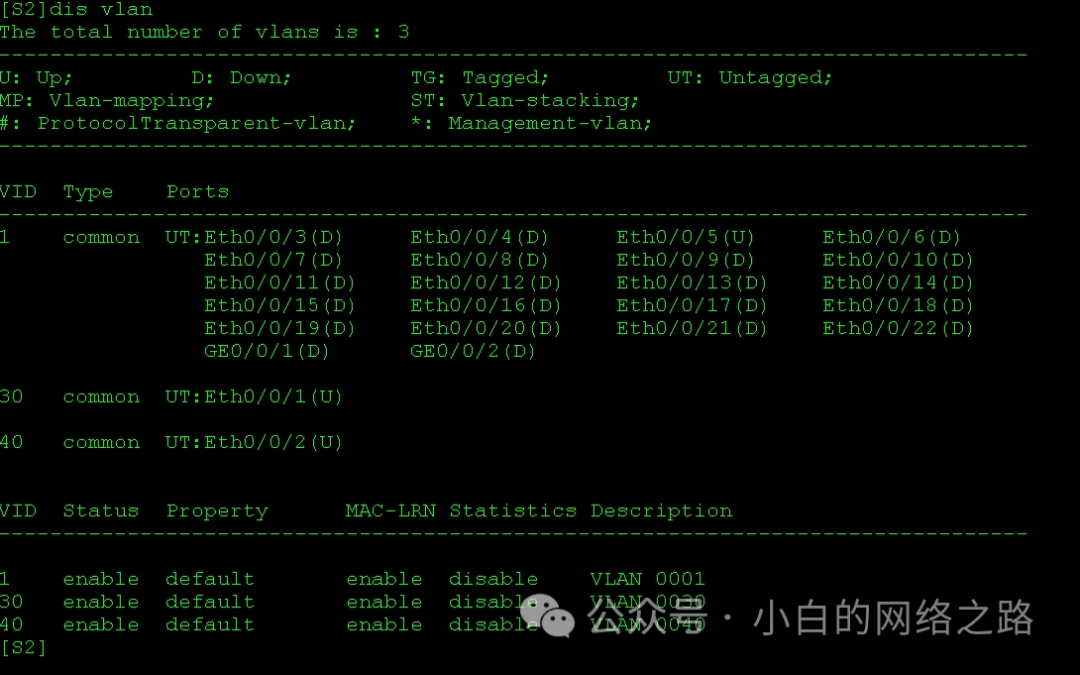 [S2]dis vlan
The total number of vlans is : 3
--------------------------------------------------------------------------------
U: Up; D: Down; TG: Tagged; UT: Untagged;
MP: Vlan-mapping; ST: Vlan-stacking;
#: ProtocolTransparent-vlan; *: Management-vlan;
--------------------------------------------------------------------------------
VID Type Ports
--------------------------------------------------------------------------------
1 common UT:Eth0/0/3(D) Eth0/0/4(D) Eth0/0/5(U) Eth0/0/6(D)
Eth0/0/7(D) Eth0/0/8(D) Eth0/0/9(D) Eth0/0/10(D)
Eth0/0/11(D) Eth0/0/12(D) Eth0/0/13(D) Eth0/0/14(D)
Eth0/0/15(D) Eth0/0/16(D) Eth0/0/17(D) Eth0/0/18(D)
Eth0/0/19(D) Eth0/0/20(D) Eth0/0/21(D) Eth0/0/22(D)
GE0/0/1(D) GE0/0/2(D)
30 common UT:Eth0/0/1(U)
40 common UT:Eth0/0/2(U)
VID Status Property MAC-LRN Statistics Description
--------------------------------------------------------------------------------
1 enable default enable disable VLAN 0001
30 enable default enable disable VLAN 0030
40 enable default enable disable VLAN 0040
公众号 · 小白的网络之路
[S2]